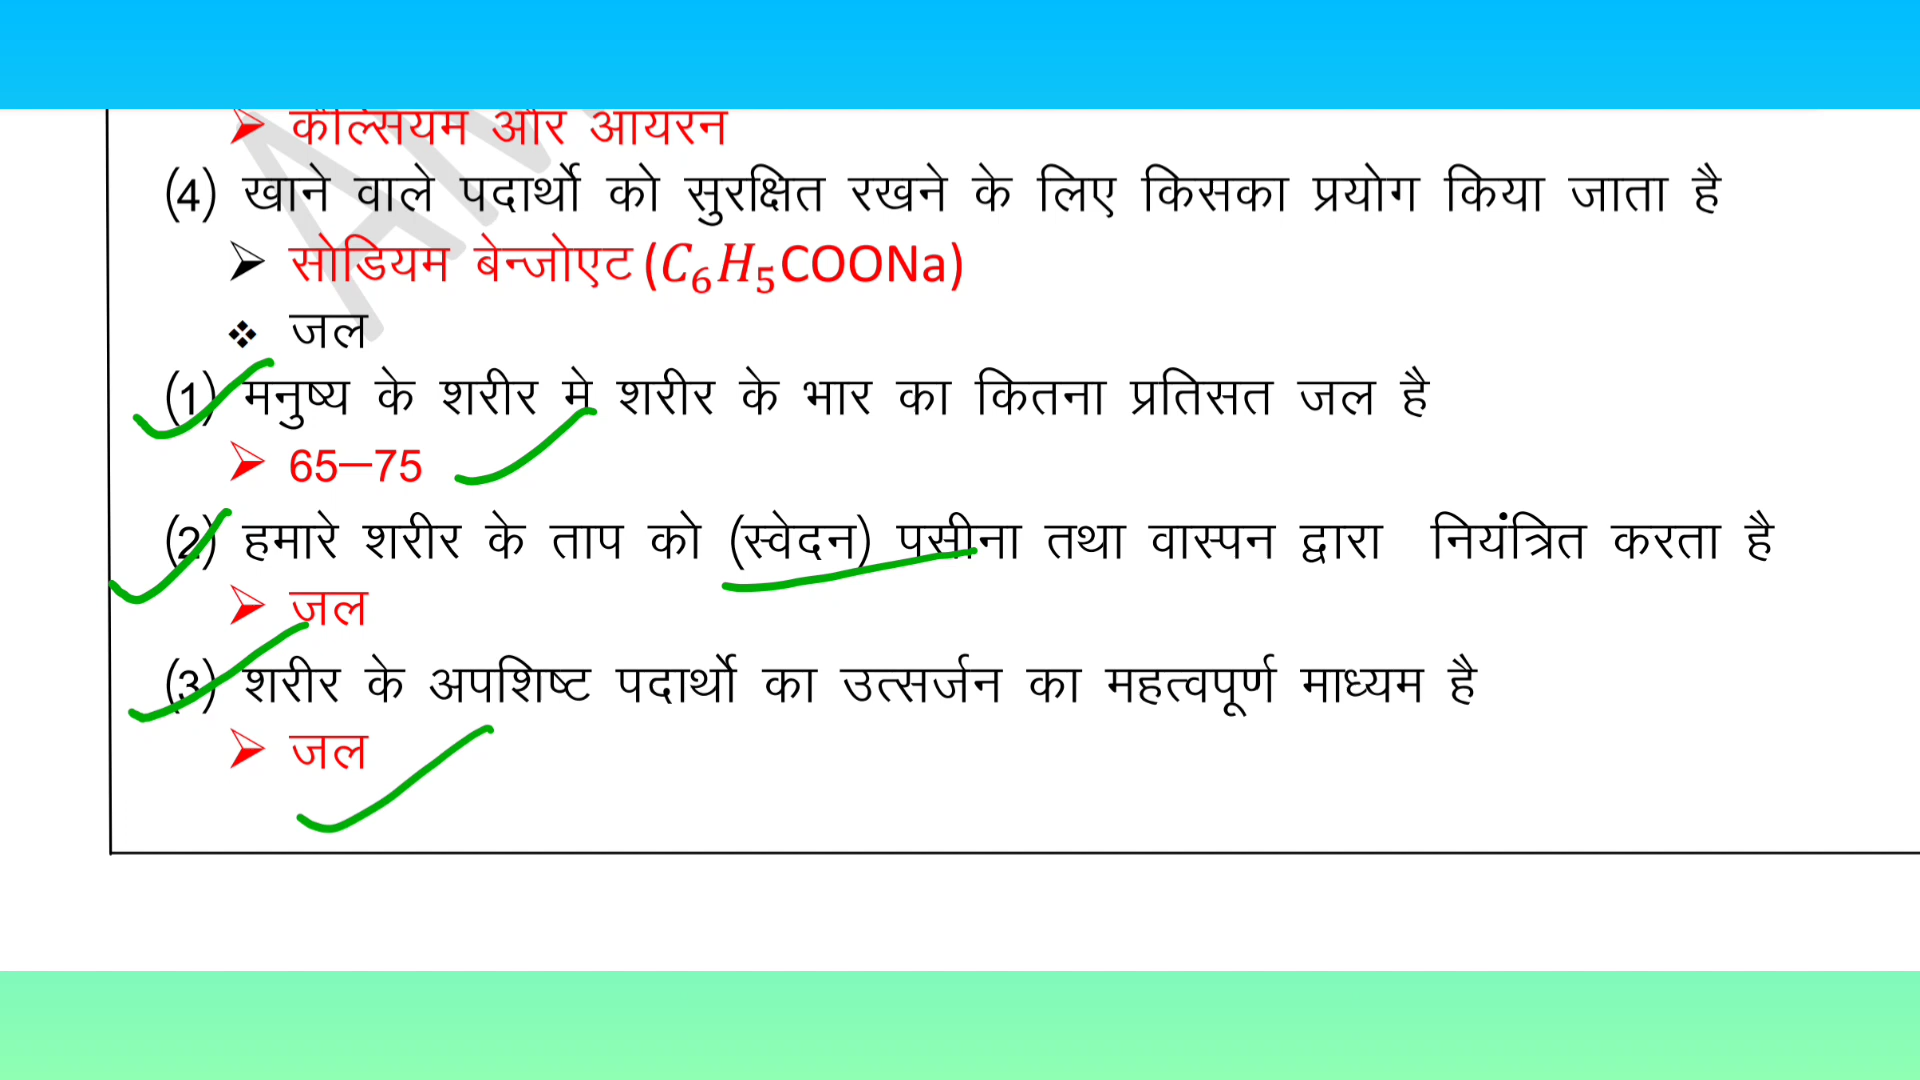 कैल्सियम और आयरन
(4) खाने वाले पदार्थो को सुरक्षित रखने के लिए किसका प्रयोग किया जाता है
सोडियम बेन्जोएट (C₆H₅COONa)
जल
(1) मनुष्य के शरीर मे शरीर के भार का कितना प्रतिसत जल है
65–75
(2) हमारे शरीर के ताप को (स्वेदन) पसीना तथा वास्पन द्वारा नियंत्रित करता है
जल
(3) शरीर के अपशिष्ट पदार्थो का उत्सर्जन का महत्वपूर्ण माध्यम है
जल